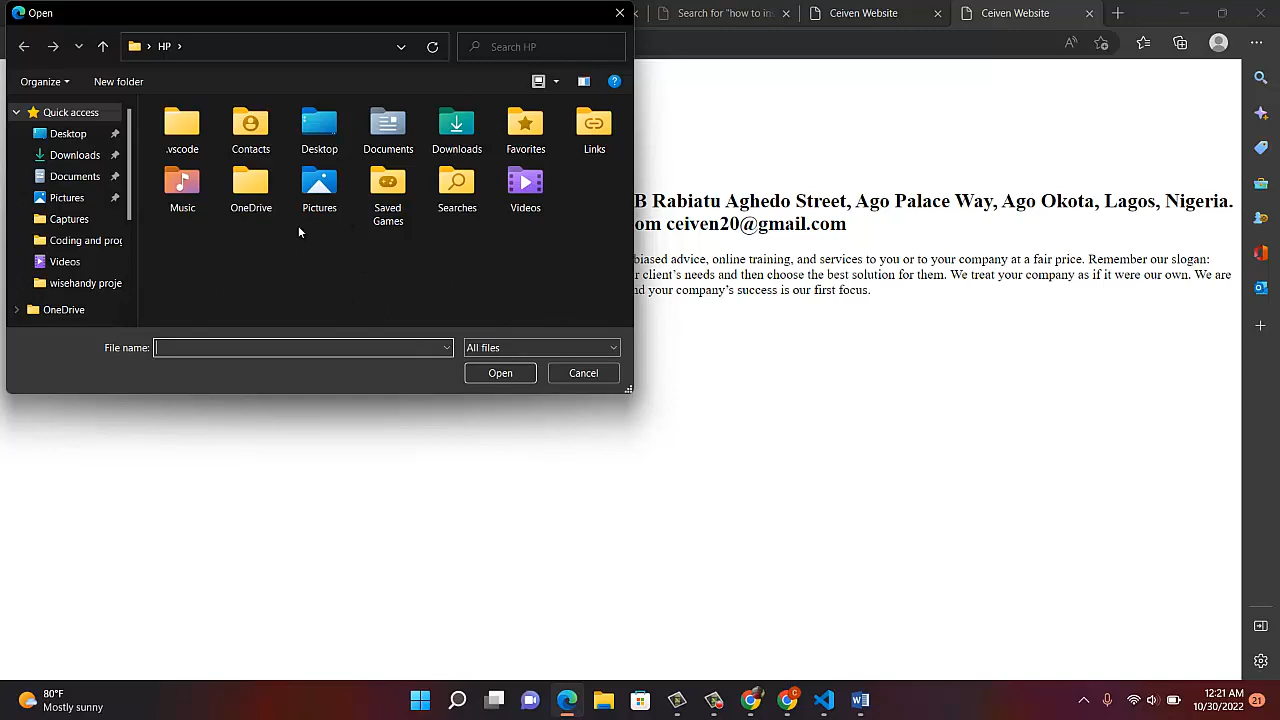 Open
Search for "how to in
Ceiven Website
Ceiven Website
HP
Search HP
Organize
New folder
Quick access
Desktop
Downloads
Documents
Pictures
Captures
Coding and prog
Videos
wisehandy proje
OneDrive
.vscode
Contacts
Desktop
Documents
Downloads
Favorites
Links
Music
OneDrive
Pictures
Saved
Games
Searches
Videos
File name:
All files
Open
Cancel
B Rabiatu Aghedo Street, Ago Palace Way, Ago Okota, Lagos, Nigeria.
om ceiven20@gmail.com
biased advice, online training, and services to you or to your company at a fair price. Remember our slogan:
r client’s needs and then choose the best solution for them. We treat your company as if it were our own. We are
nd your company’s success is our first focus.
80°F
Mostly sunny
12:21 AM
10/30/2022
21